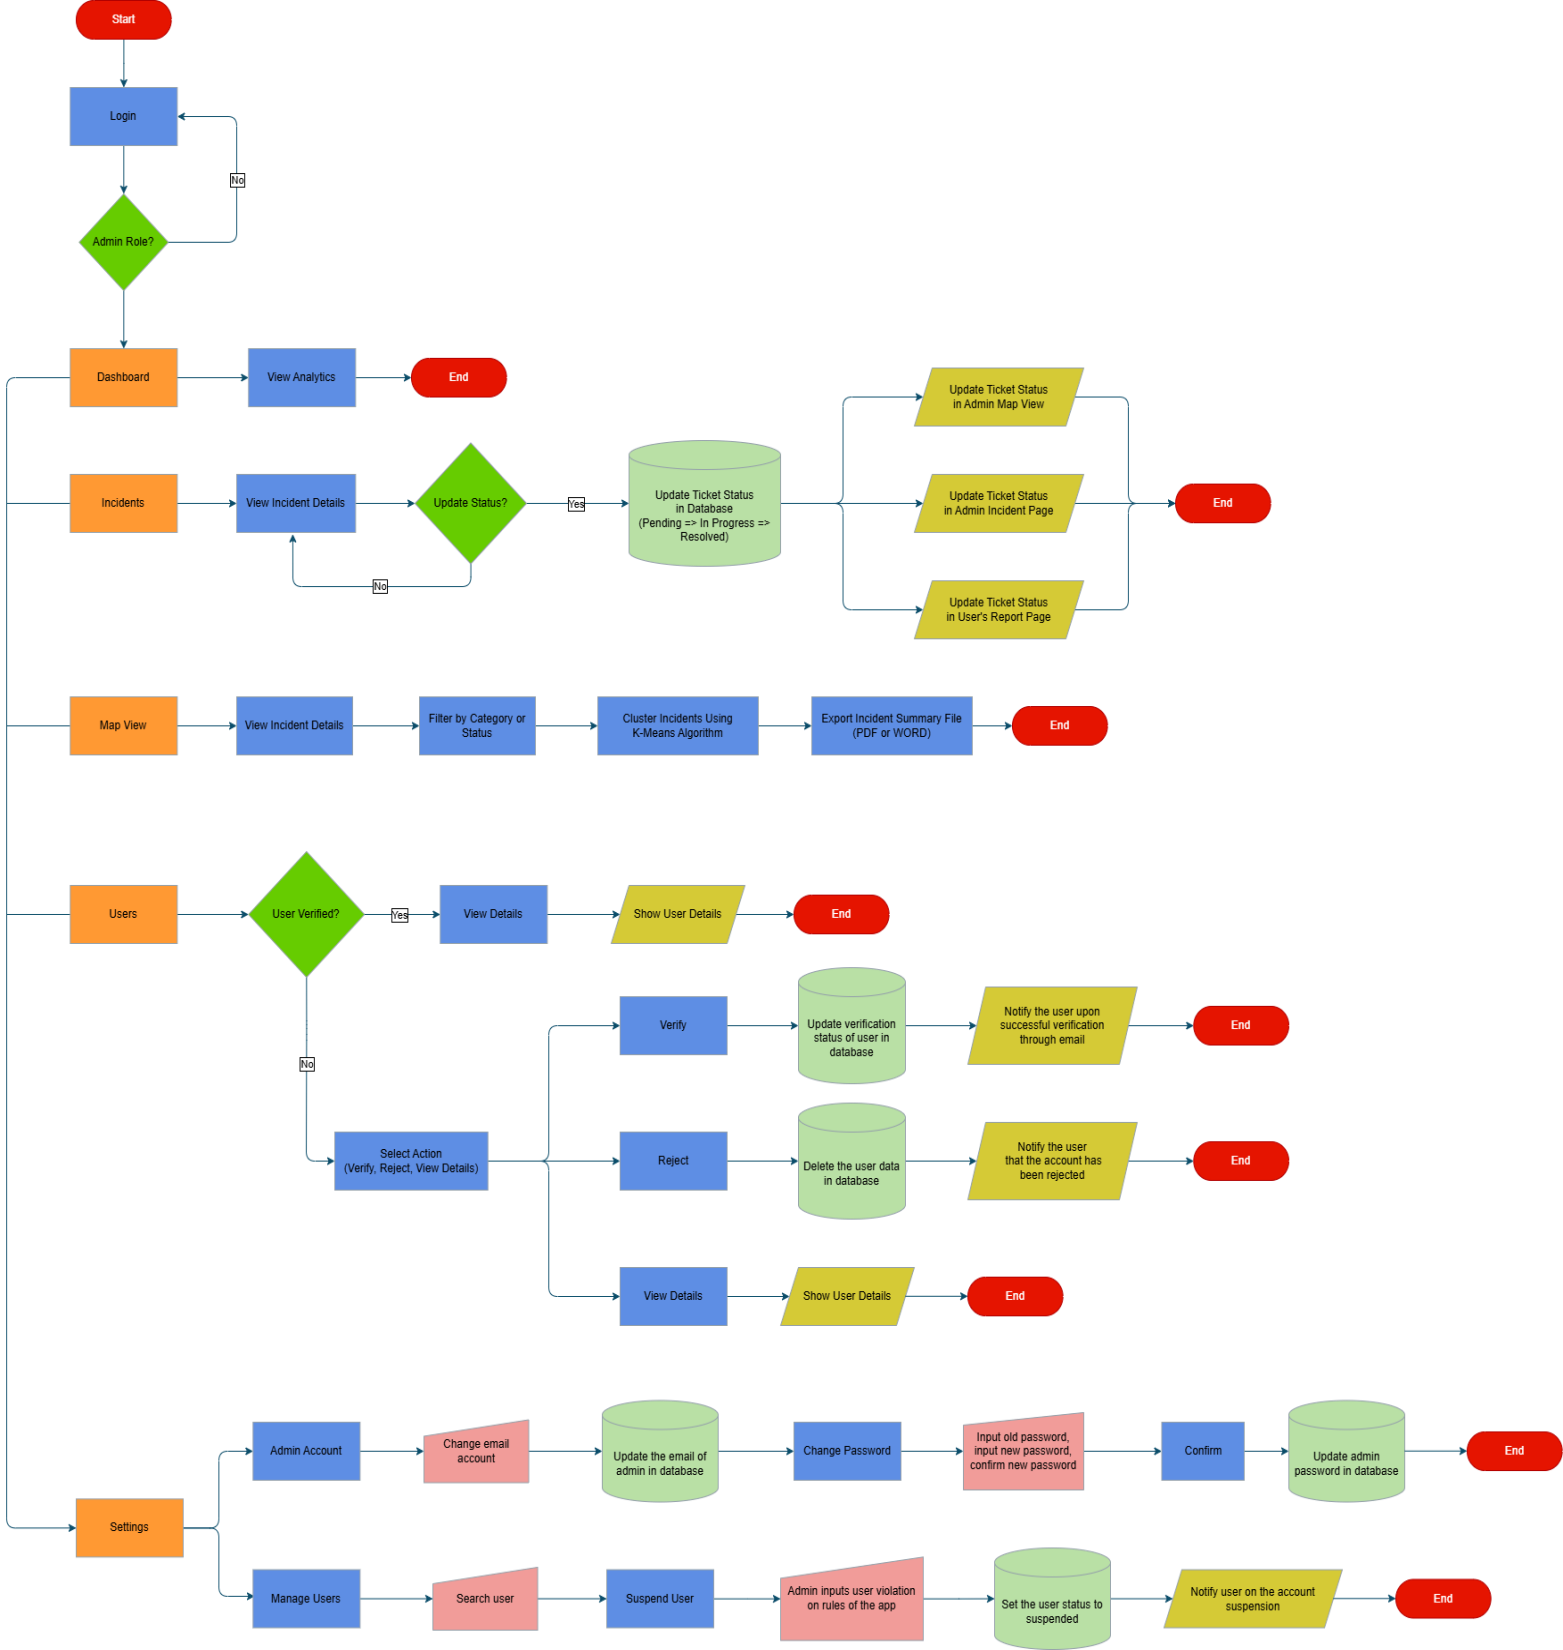 Start
Login
No
Admin Role?
Dashboard
View Analytics
End
Update Ticket Status
in Admin Map View
Incidents
View Incident Details
Update Status?
Yes
Update Ticket Status
in Database
(Pending => In Progress =>
Resolved)
Update Ticket Status
in Admin Incident Page
End
No
Update Ticket Status
in User's Report Page
Map View
View Incident Details
Filter by Category or
Status
Cluster Incidents Using
K-Means Algorithm
Export Incident Summary File
(PDF or WORD)
End
Users
User Verified?
Yes
View Details
Show User Details
End
No
Verify
Update verification
status of user in
database
Notify the user upon
successful verification
through email
End
Select Action
(Verify, Reject, View Details)
Reject
Delete the user data
in database
Notify the user
that the account has
been rejected
End
View Details
Show User Details
End
Admin Account
Change email
account
Update the email of
admin in database
Change Password
Input old password,
input new password,
confirm new password
Confirm
Update admin
password in database
End
Settings
Manage Users
Search user
Suspend User
Admin inputs user violation
on rules of the app
Set the user status to
suspended
Notify user on the account
suspension
End